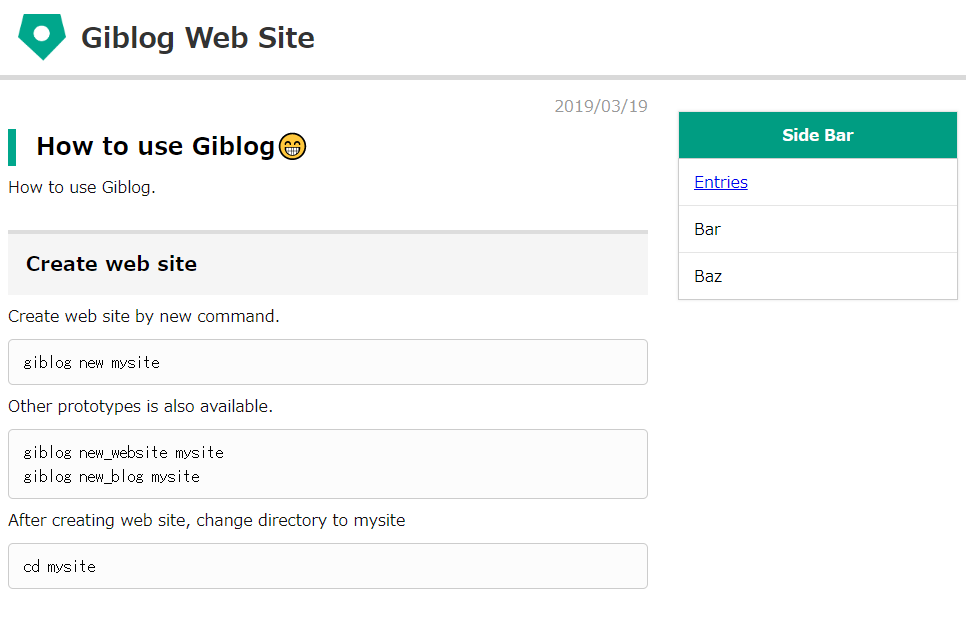 Giblog Web Site
2019/03/19
How to use Giblog😁
How to use Giblog.
Create web site
Create web site by new command.
giblog new mysite
Other prototypes is also available.
giblog new_website mysite
giblog new_blog mysite
After creating web site, change directory to mysite
cd mysite
Side Bar
Entries
Bar
Baz